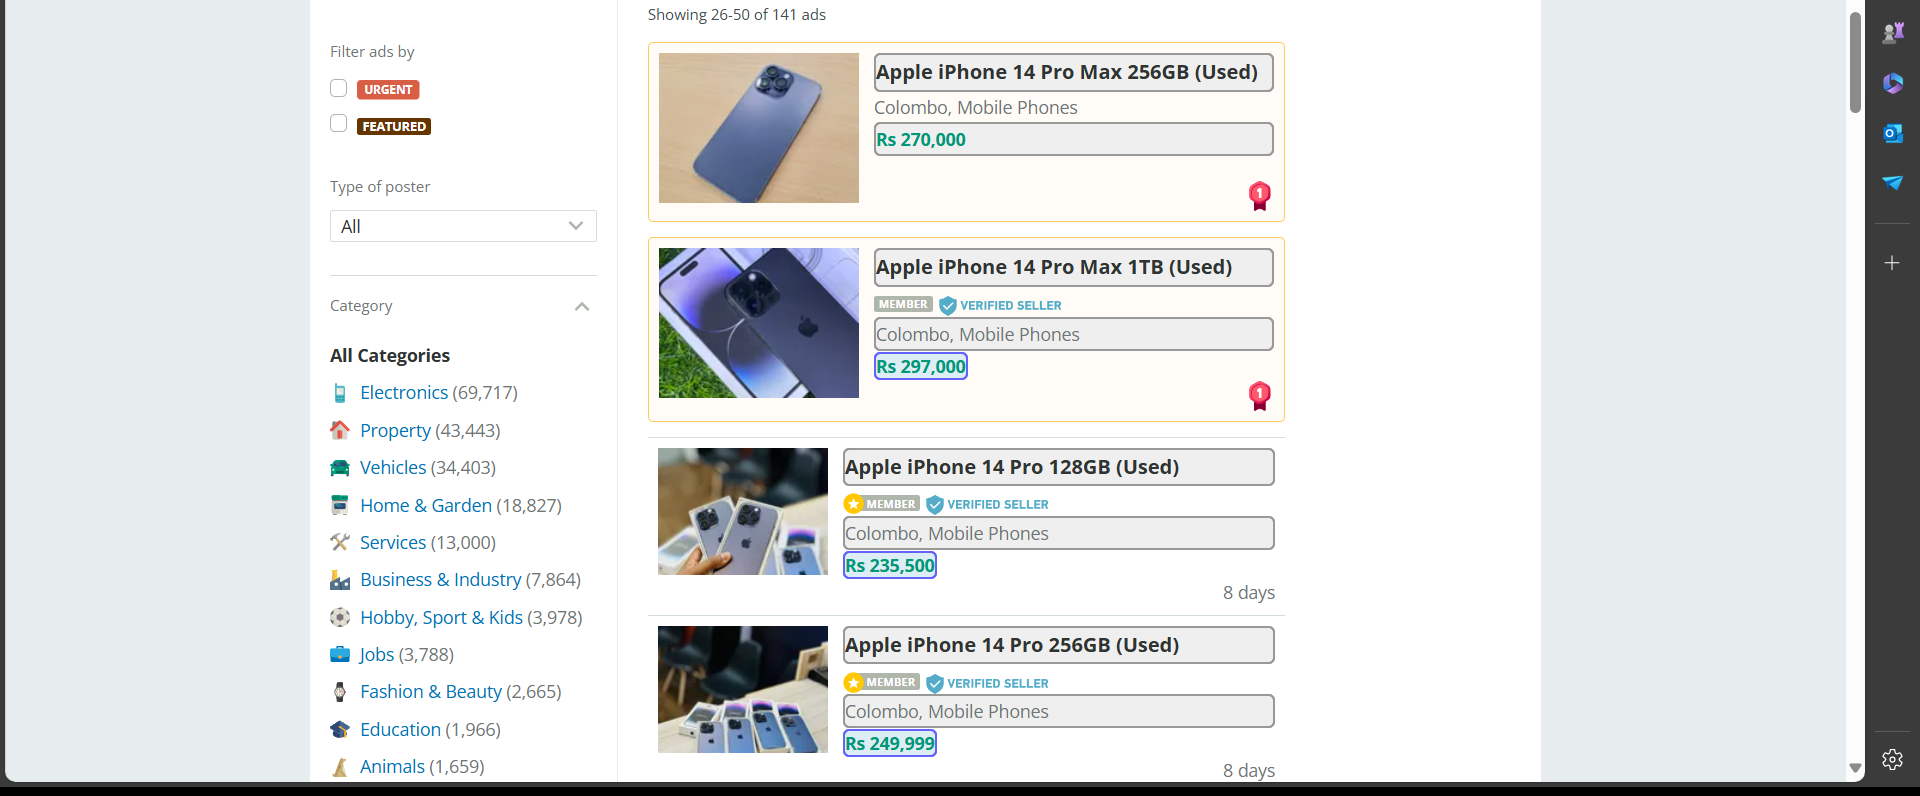 Filter ads by
URGENT
FEATURED
Type of poster
All
Category
All Categories
Electronics (69,717)
Property (43,443)
Vehicles (34,403)
Home & Garden (18,827)
Services (13,000)
Business & Industry (7,864)
Hobby, Sport & Kids (3,978)
Jobs (3,788)
Fashion & Beauty (2,665)
Education (1,966)
Animals (1,659)
Showing 26-50 of 141 ads
Apple iPhone 14 Pro Max 256GB (Used)
Colombo, Mobile Phones
Rs 270,000
1
Apple iPhone 14 Pro Max 1TB (Used)
MEMBER VERIFIED SELLER
Colombo, Mobile Phones
Rs 297,000
1
Apple iPhone 14 Pro 128GB (Used)
MEMBER VERIFIED SELLER
Colombo, Mobile Phones
Rs 235,500
8 days
Apple iPhone 14 Pro 256GB (Used)
MEMBER VERIFIED SELLER
Colombo, Mobile Phones
Rs 249,999
8 days